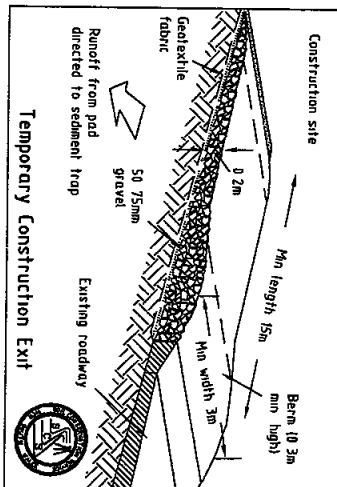 Construction site
Min length 15m
Berm (0 3m
min high)
0 2m
Min width 3m
Geotextile
fabric
50 75mm
gravel
Existing roadway
Runoff from pad
directed to sediment trap
Temporary Construction Exit